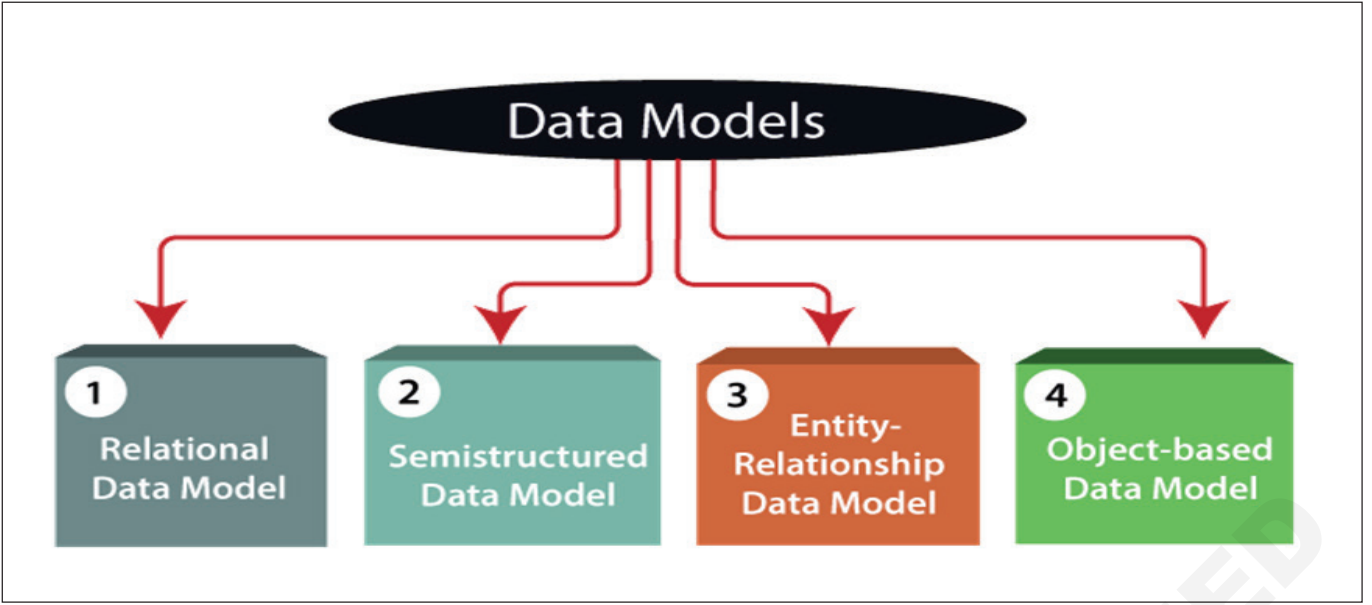 Data Models
1
Relational
Data Model
2
Semistructured
Data Model
3
Entity-
Relationship
Data Model
4
Object-based
Data Model
ED